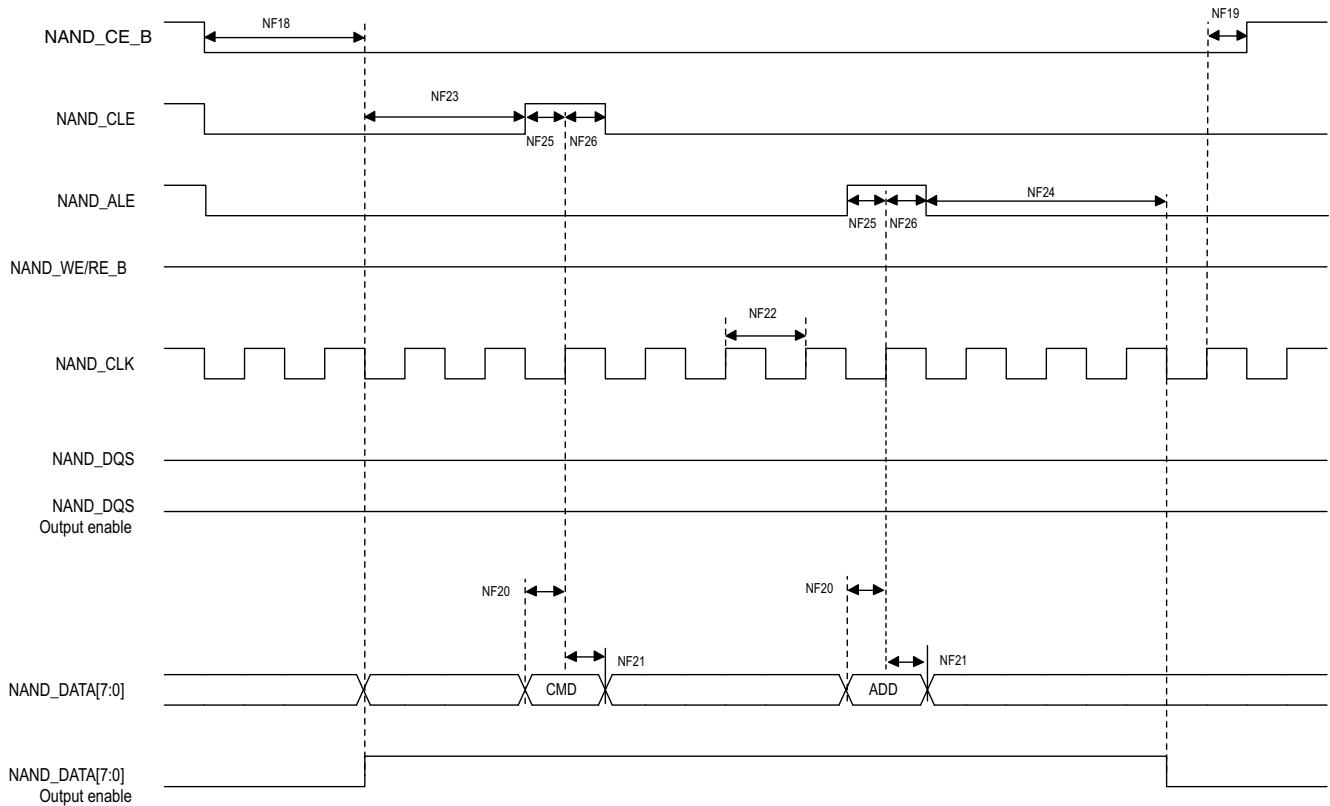 NF18
NF19
NAND_CE_B
NF23
NAND_CLE
NF25 NF26
NAND_ALE
NF24
NF25 NF26
NAND_WE/RE_B
NF22
NAND_CLK
NAND_DQS
NAND_DQS
Output enable
NF20
NF20
NF21
NF21
NAND_DATA[7:0]
CMD
ADD
NAND_DATA[7:0]
Output enable